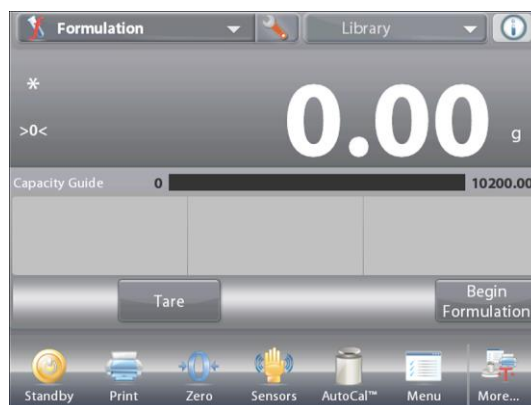 Formulation
Library
*
>0<
0.00
g
Capacity Guide 0 10200.00
Tare
Begin
Formulation
Standby Print Zero Sensors AutoCal™ Menu More...